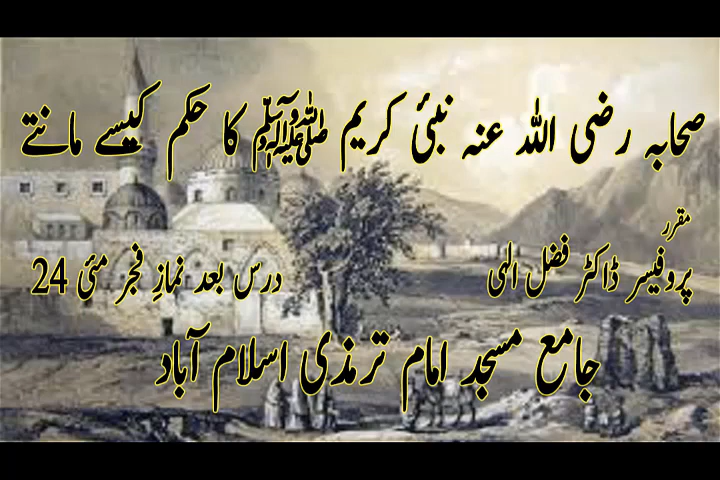 صحابہ رضی اللہ عنہ نبیٔ کریم ﷺ کا حکم کیسے مانتے
مقرر
پروفیسر ڈاکٹر فضل الٰہی
درس بعد نمازِ فجر مئی 24
جامع مسجد امام ترمذی اسلام آباد